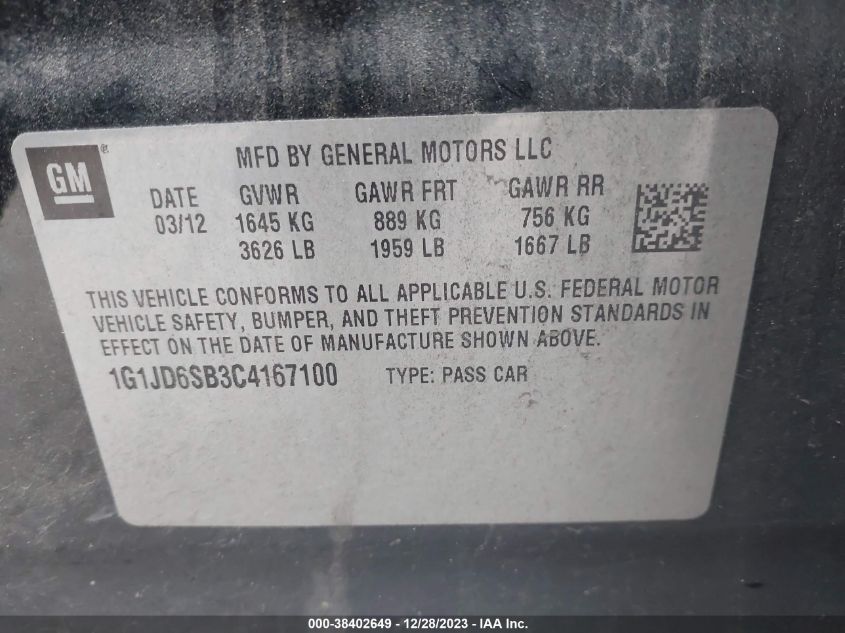 GM®
MFD BY GENERAL MOTORS LLC
DATE GVWR GAWR FRT GAWR RR
03/12 1645 KG 889 KG 756 KG
3626 LB 1959 LB 1667 LB
THIS VEHICLE CONFORMS TO ALL APPLICABLE U.S. FEDERAL MOTOR
VEHICLE SAFETY, BUMPER, AND THEFT PREVENTION STANDARDS IN
EFFECT ON THE DATE OF MANUFACTURE SHOWN ABOVE.
1G1JD6SB3C4167100 TYPE: PASS CAR
000-38402649 - 12/28/2023 - IAA Inc.